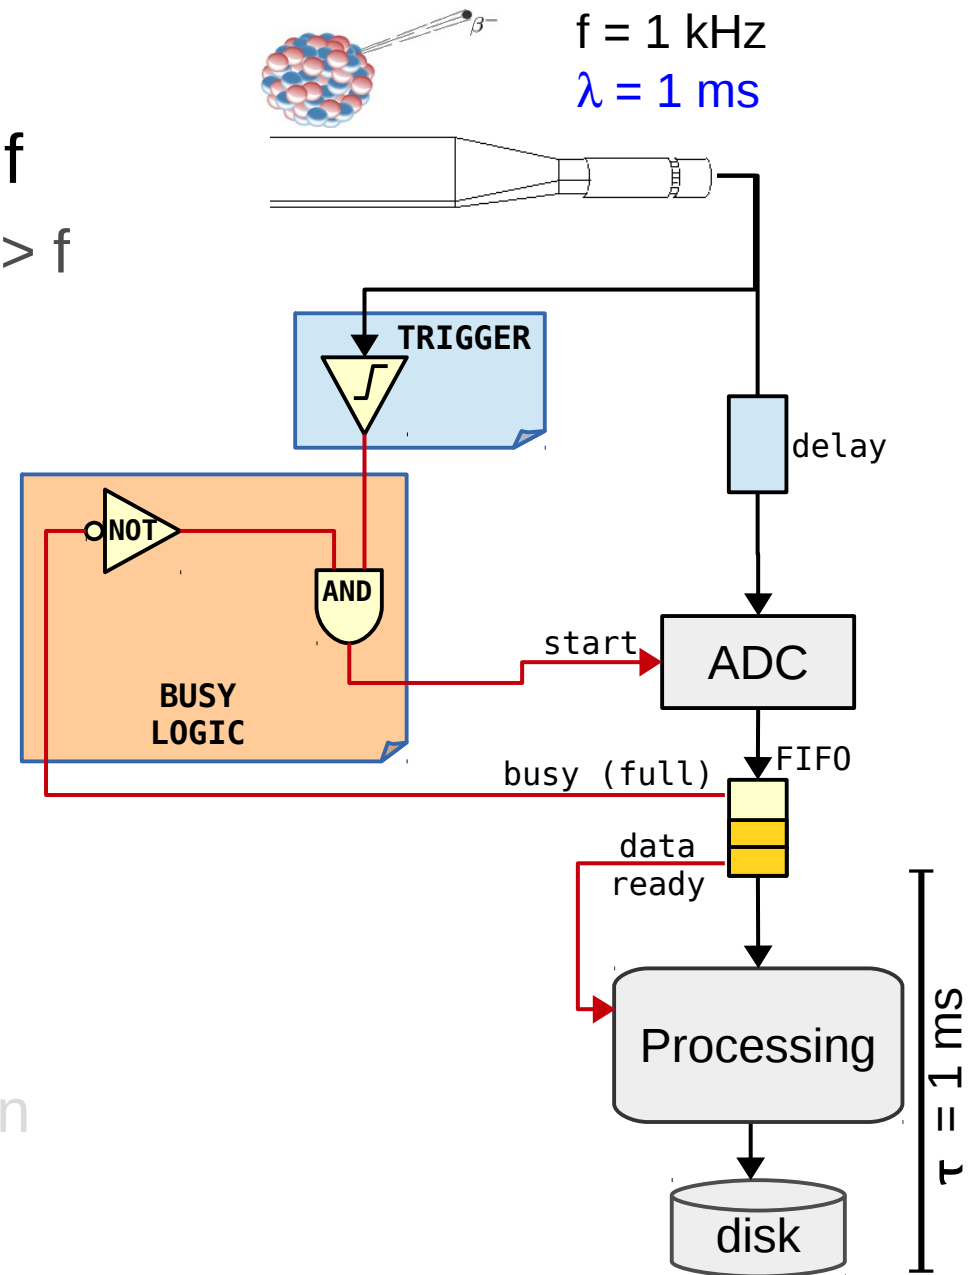 β−
f = 1 kHz
λ = 1 ms
f
> f
TRIGGER
delay
NOT
AND
start
ADC
BUSY
LOGIC
FIFO
busy (full)
data
ready
Processing
τ = 1 ms
n
disk